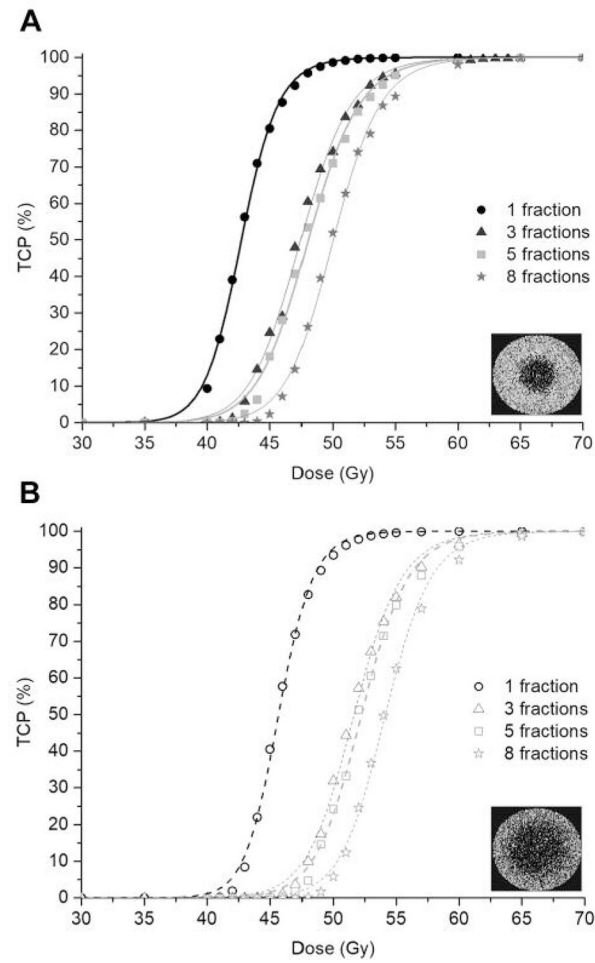 A
TCP (%)
100
90
80
70
60
50
40
30
20
10
0
1 fraction
3 fractions
5 fractions
8 fractions
30 35 40 45 50 55 60 65 70
Dose (Gy)
B
TCP (%)
100
90
80
70
60
50
40
30
20
10
0
1 fraction
3 fractions
5 fractions
8 fractions
30 35 40 45 50 55 60 65 70
Dose (Gy)